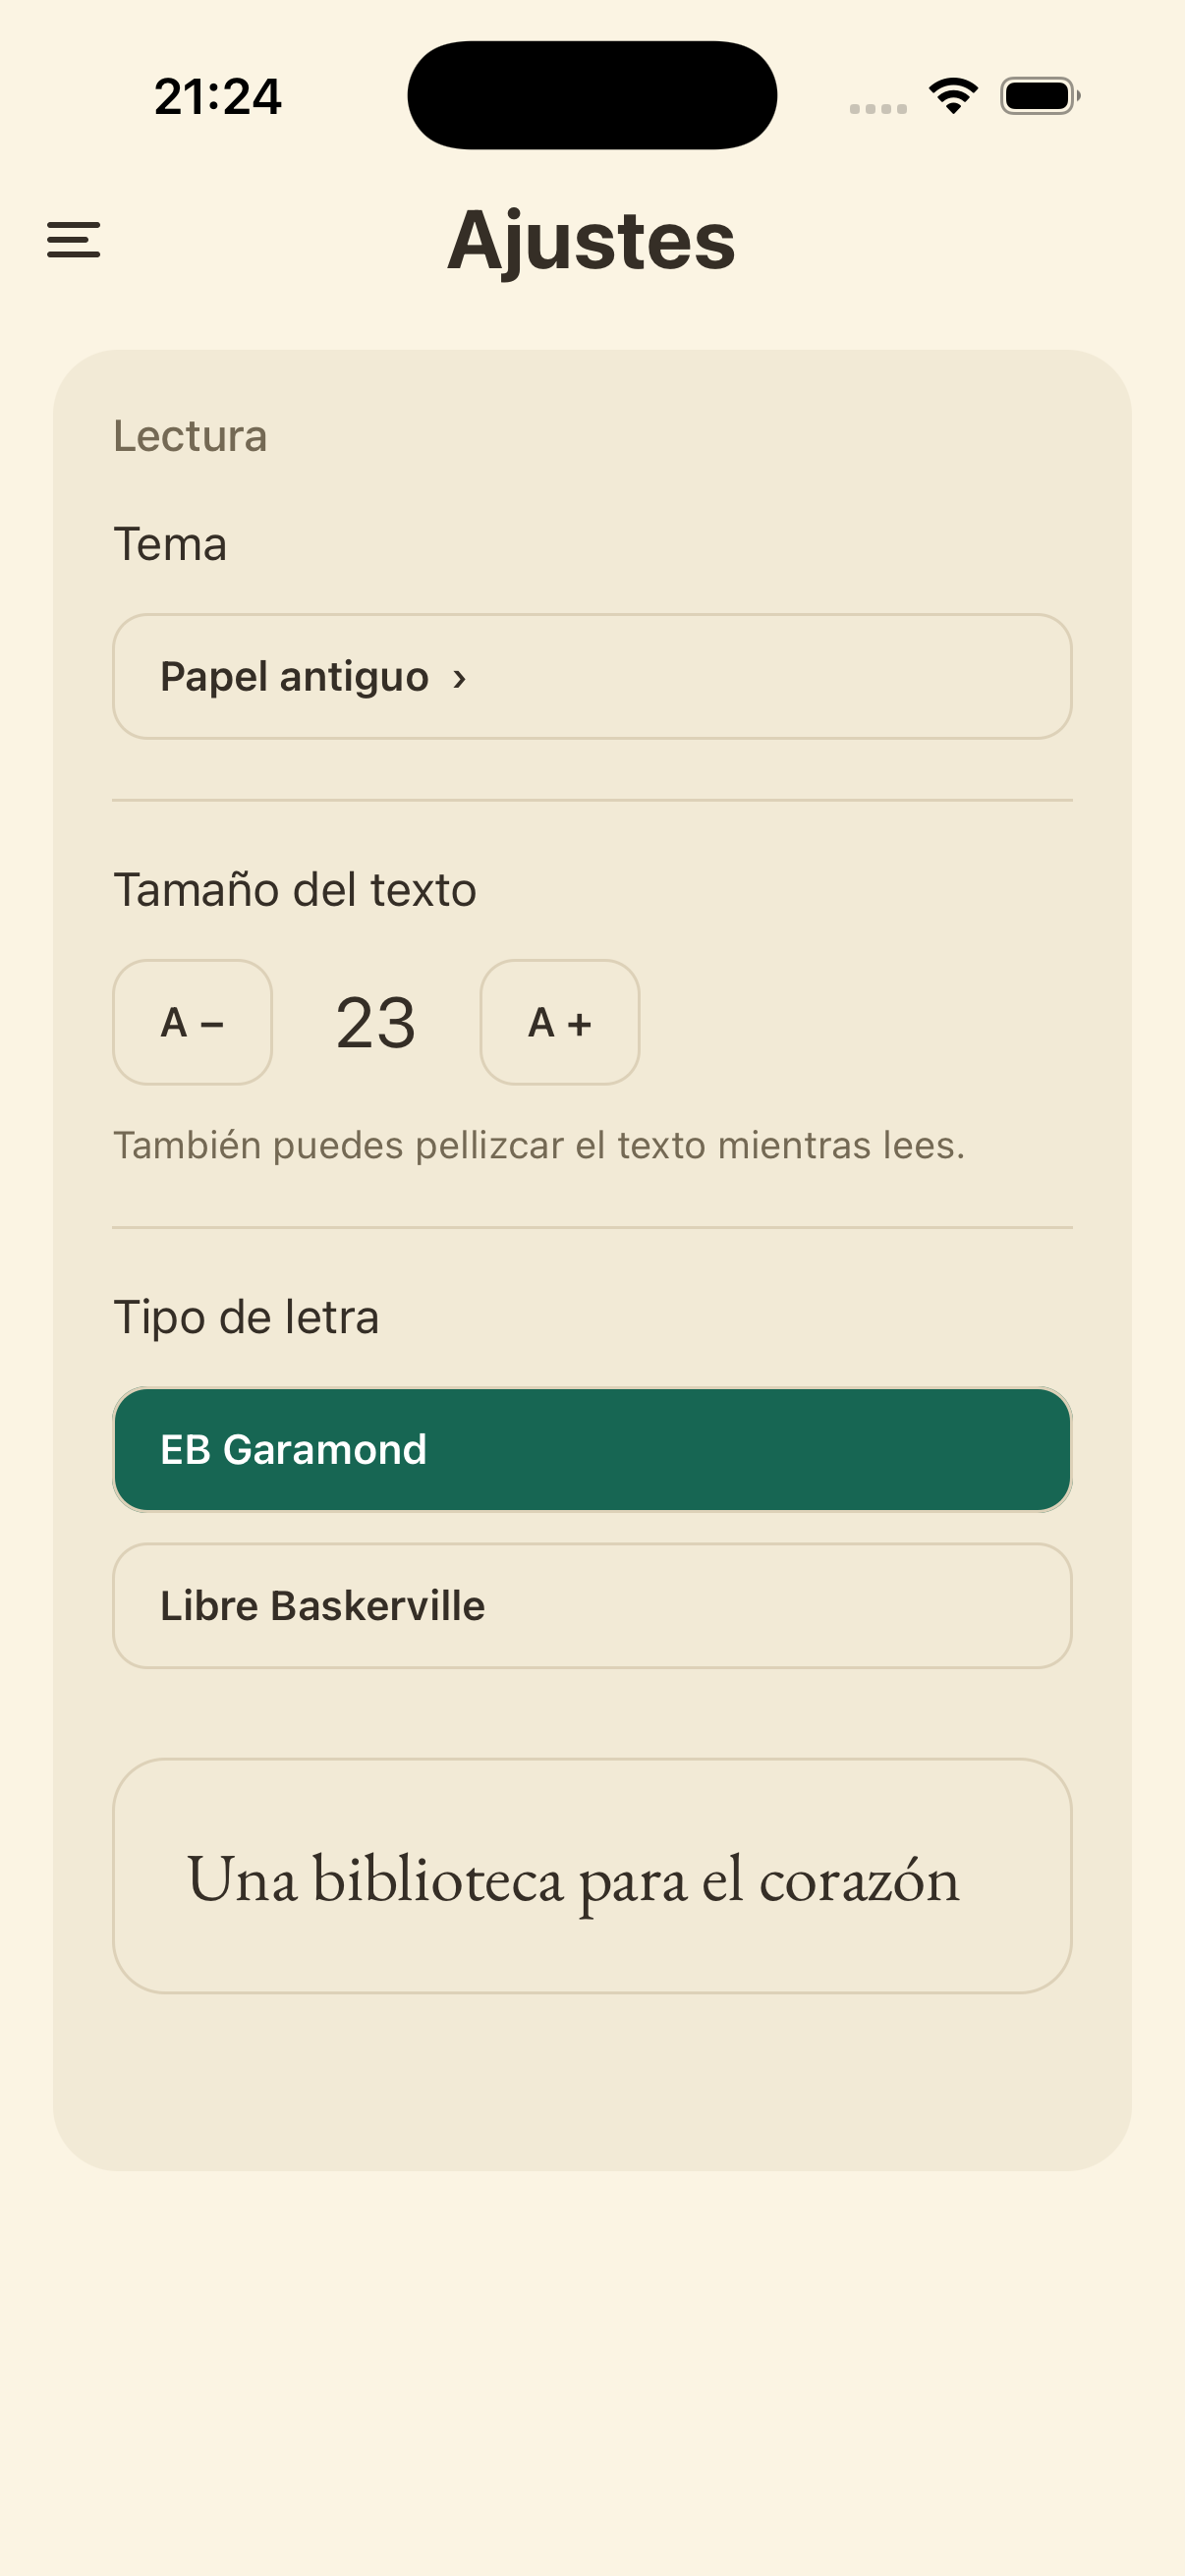 21:24
Ajustes
Lectura
Tema
Papel antiguo ›
Tamaño del texto
A – 23 A +
También puedes pellizcar el texto mientras lees.
Tipo de letra
EB Garamond
Libre Baskerville
Una biblioteca para el corazón